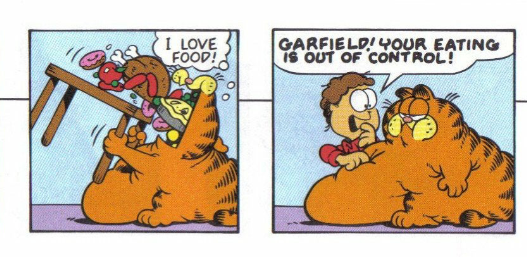 I LOVE
FOOD!
GARFIELD! YOUR EATING
IS OUT OF CONTROL!